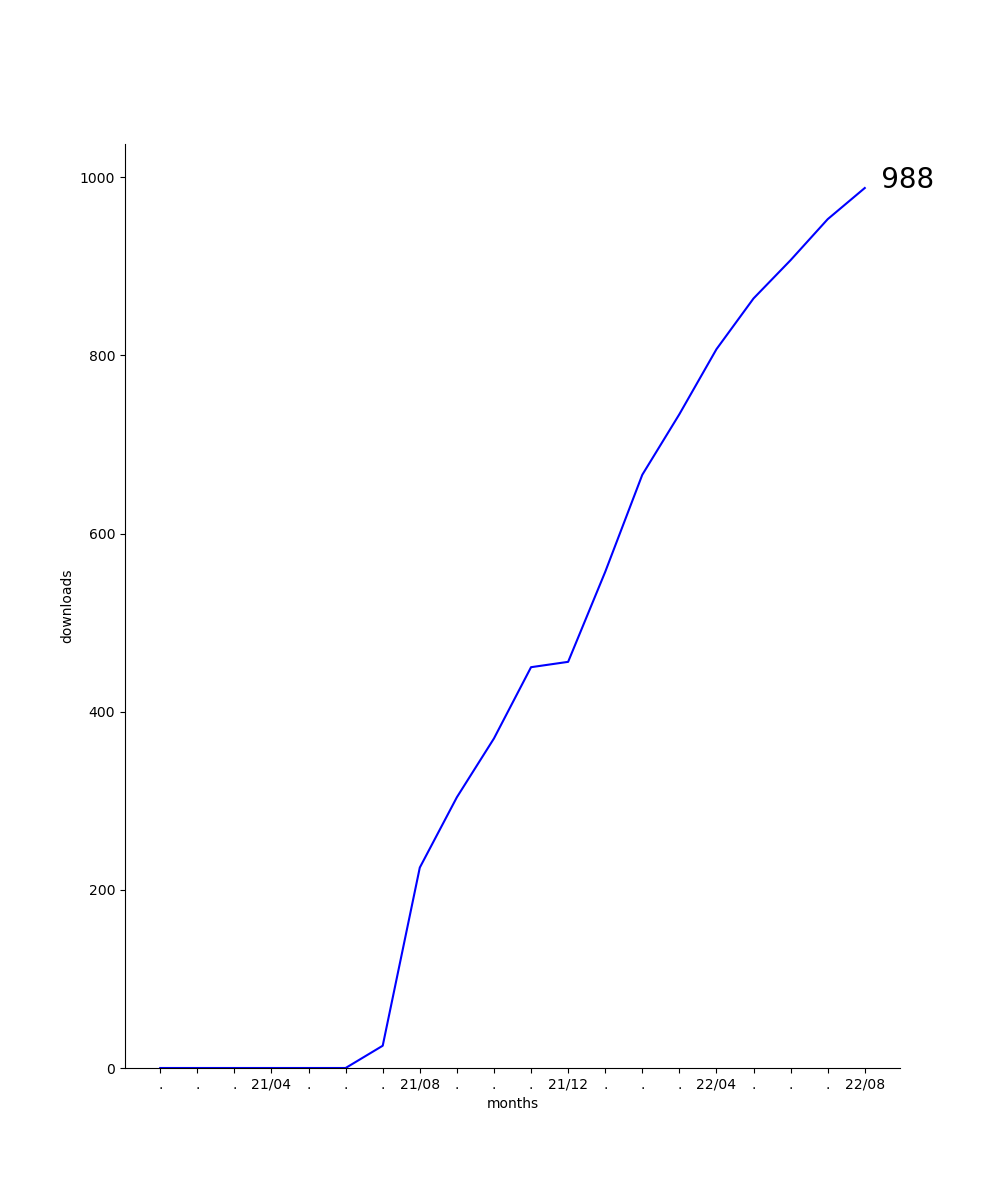 988
1000
800
600
400
200
0
downloads
. . . 21/04 . . . 21/08 . . . 21/12 . . . 22/04 . . . 22/08
months